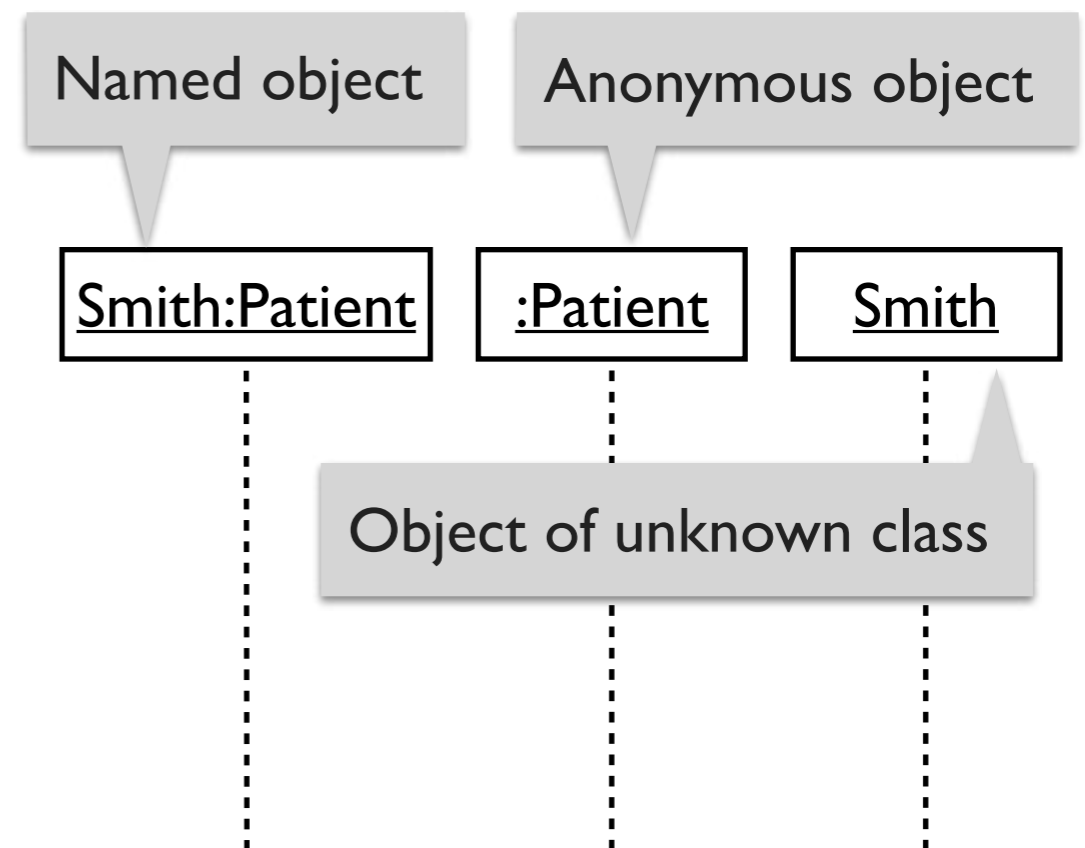 Named object
Anonymous object
Smith:Patient
:Patient
Smith
Object of unknown class